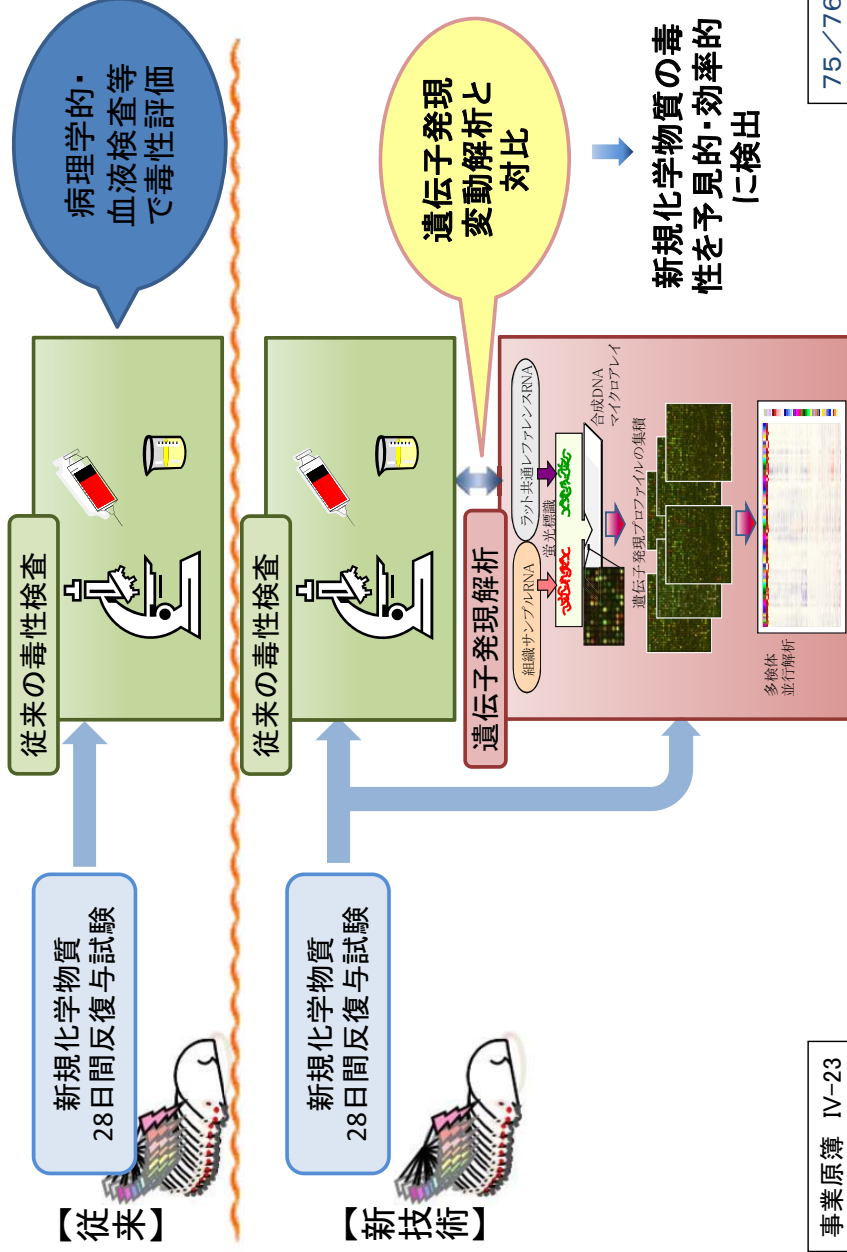 【従
来】
新規化学物質
28日間反復与試験
従来の毒性検査
病理学的・
血液検査等
で毒性評価
【新
技術】
新規化学物質
28日間反復与試験
従来の毒性検査
遺伝子発現
変動解析と
対比
遺伝子発現解析
組織サンプルRNA
ラット共通レファレンスRNA
蛍光標識
合成DNA
マイクロアレイ
遺伝子発現プロファイルの集積
多検体
並行解析
新規化学物質の毒
性を予見的・効率的
に検出
事業原簿 IV-23
75/76